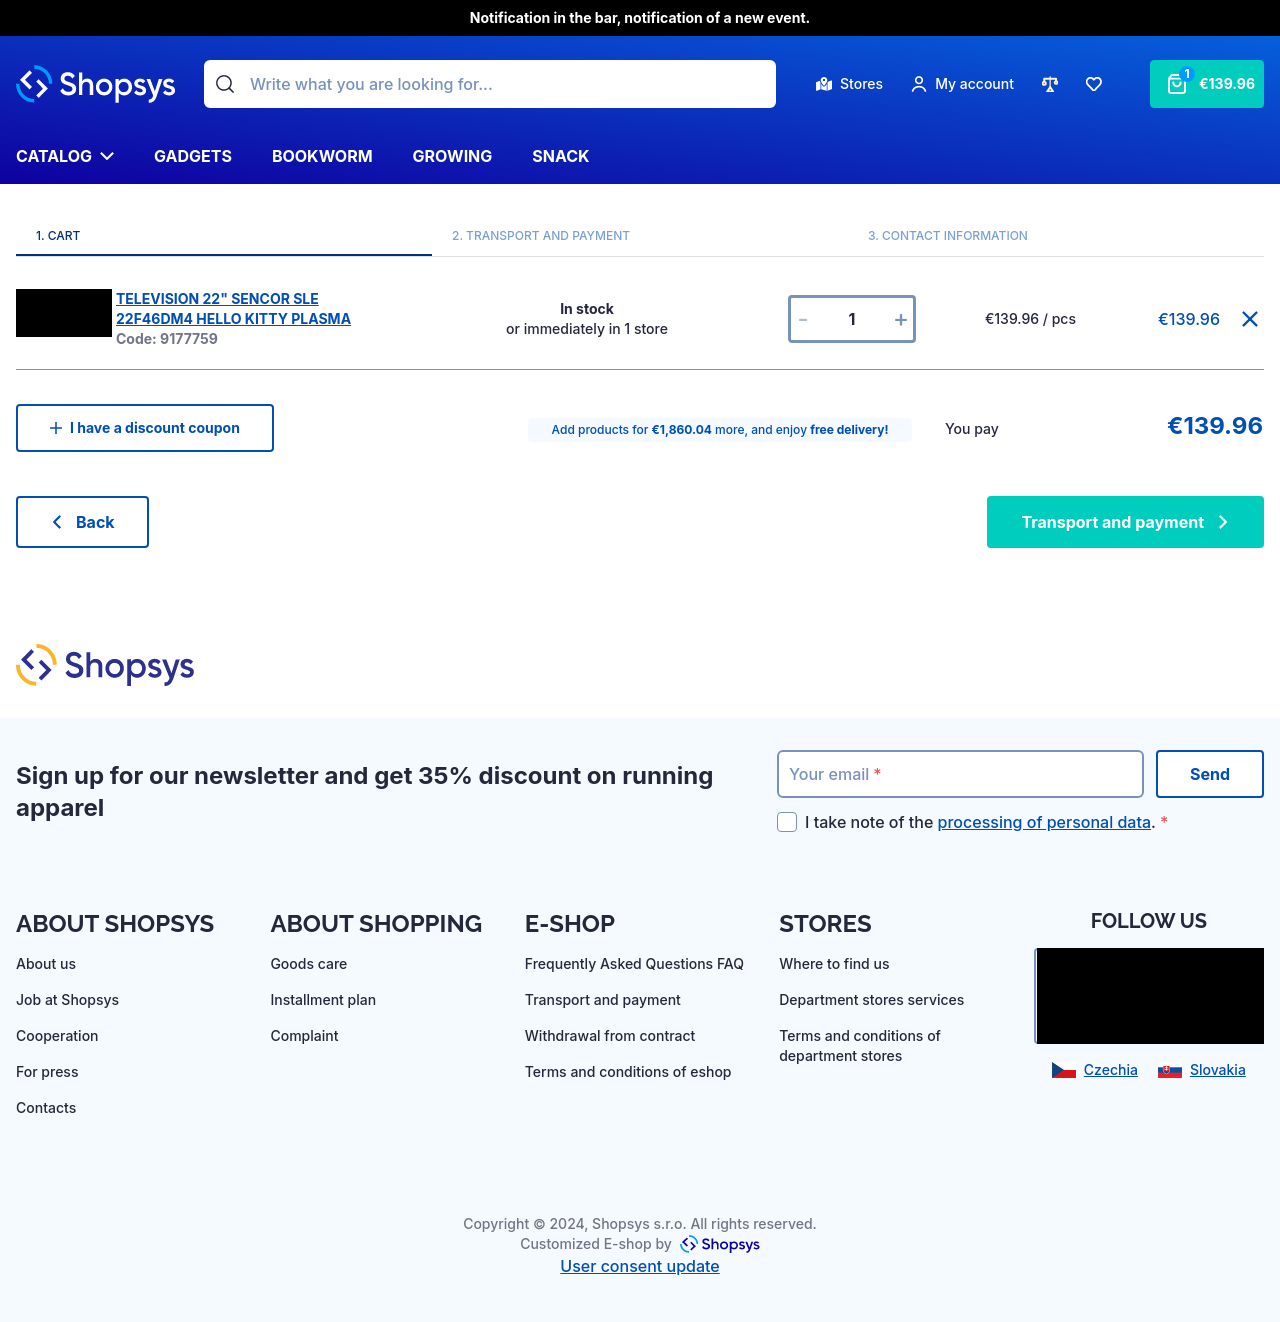 Notification in the bar, notification of a new event.
Shopsys
Write what you are looking for...
Stores
My account
1
€139.96
CATALOG
GADGETS
BOOKWORM
GROWING
SNACK
1. CART
2. TRANSPORT AND PAYMENT
3. CONTACT INFORMATION
TELEVISION 22" SENCOR SLE
22F46DM4 HELLO KITTY PLASMA
Code: 9177759
In stock
or immediately in 1 store
- 1 +
€139.96 / pcs
€139.96
+ I have a discount coupon
Add products for €1,860.04 more, and enjoy free delivery!
You pay
€139.96
Back
Transport and payment
Shopsys
Sign up for our newsletter and get 35% discount on running
apparel
Your email *
Send
I take note of the processing of personal data. *
ABOUT SHOPSYS
About us
Job at Shopsys
Cooperation
For press
Contacts
ABOUT SHOPPING
Goods care
Installment plan
Complaint
E-SHOP
Frequently Asked Questions FAQ
Transport and payment
Withdrawal from contract
Terms and conditions of eshop
STORES
Where to find us
Department stores services
Terms and conditions of
department stores
FOLLOW US
Czechia
Slovakia
Copyright © 2024, Shopsys s.r.o. All rights reserved.
Customized E-shop by Shopsys
User consent update